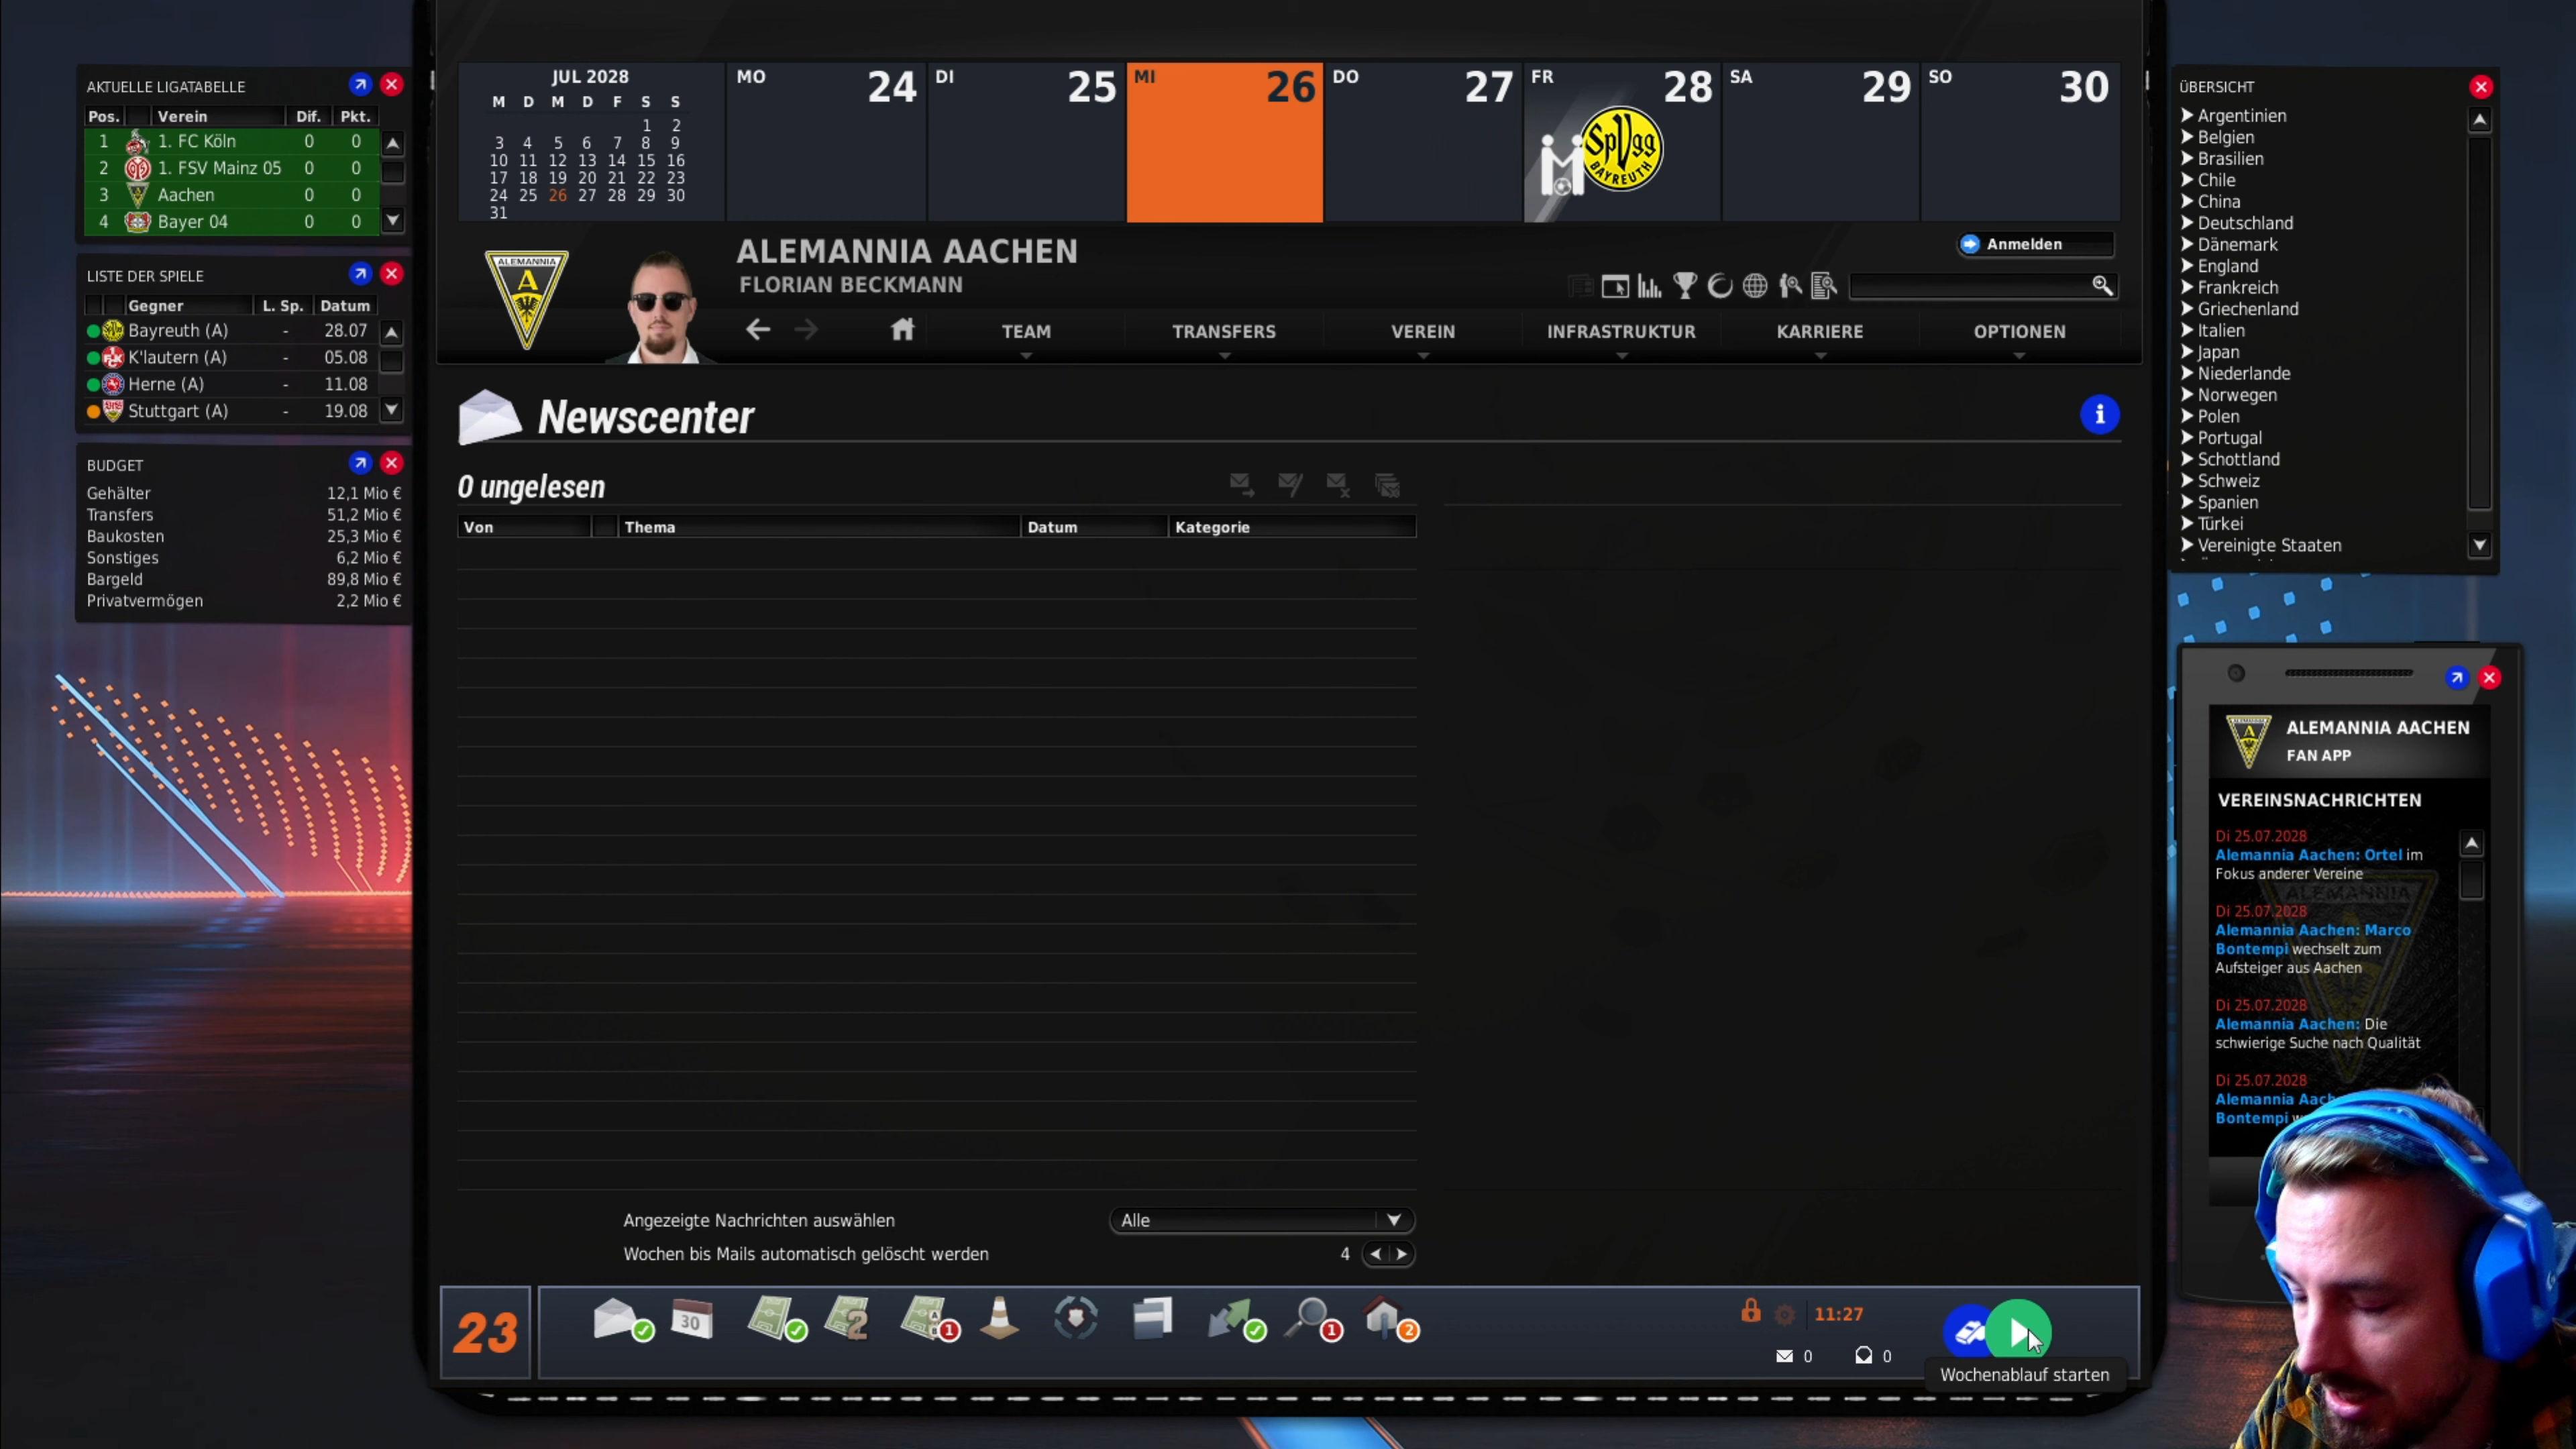 AKTUELLE LIGATABELLE
Pos. Verein Dif. Pkt.
1 1. FC Köln 0 0
2 1. FSV Mainz 05 0 0
3 Aachen 0 0
4 Bayer 04 0 0
LISTE DER SPIELE
Gegner L. Sp. Datum
Bayreuth (A) - 28.07
K'lautern (A) - 05.08
Herne (A) - 11.08
Stuttgart (A) - 19.08
BUDGET
Gehälter 12,1 Mio €
Transfers 51,2 Mio €
Baukosten 25,3 Mio €
Sonstiges 6,2 Mio €
Bargeld 89,8 Mio €
Privatvermögen 2,2 Mio €
JUL 2028
M D M D F S S
1 2
3 4 5 6 7 8 9
10 11 12 13 14 15 16
17 18 19 20 21 22 23
24 25 26 27 28 29 30
31
MO 24 DI 25 MI 26 DO 27 FR 28 SA 29 SO 30
SpVgg
BAYREUTH
ALEMANNIA
A
ALEMANNIA AACHEN
FLORIAN BECKMANN
Anmelden
TEAM TRANSFERS VEREIN INFRASTRUKTUR KARRIERE OPTIONEN
Newscenter
i
0 ungelesen
Von Thema Datum Kategorie
Angezeigte Nachrichten auswählen Alle
Wochen bis Mails automatisch gelöscht werden 4
23
30
2
1
1
2
11:27
0 0
Wochenablauf starten
ÜBERSICHT
Argentinien
Belgien
Brasilien
Chile
China
Deutschland
Dänemark
England
Frankreich
Griechenland
Italien
Japan
Niederlande
Norwegen
Polen
Portugal
Schottland
Schweiz
Spanien
Türkei
Vereinigte Staaten
ALEMANNIA AACHEN
FAN APP
VEREINSNACHRICHTEN
Di 25.07.2028
Alemannia Aachen: Ortel im
Fokus anderer Vereine
Di 25.07.2028
Alemannia Aachen: Marco
Bontempi wechselt zum
Aufsteiger aus Aachen
Di 25.07.2028
Alemannia Aachen: Die
schwierige Suche nach Qualität
Di 25.07.2028
Alemannia
Bontempi